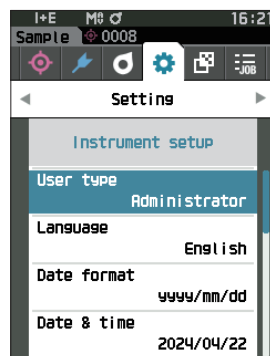 I+E M0 16:2
Sample 0008
-JOB
Setting
Instrument setup
User type
Administrator
Language
English
Date format
yyyy/mm/dd
Date & time
2024/04/22